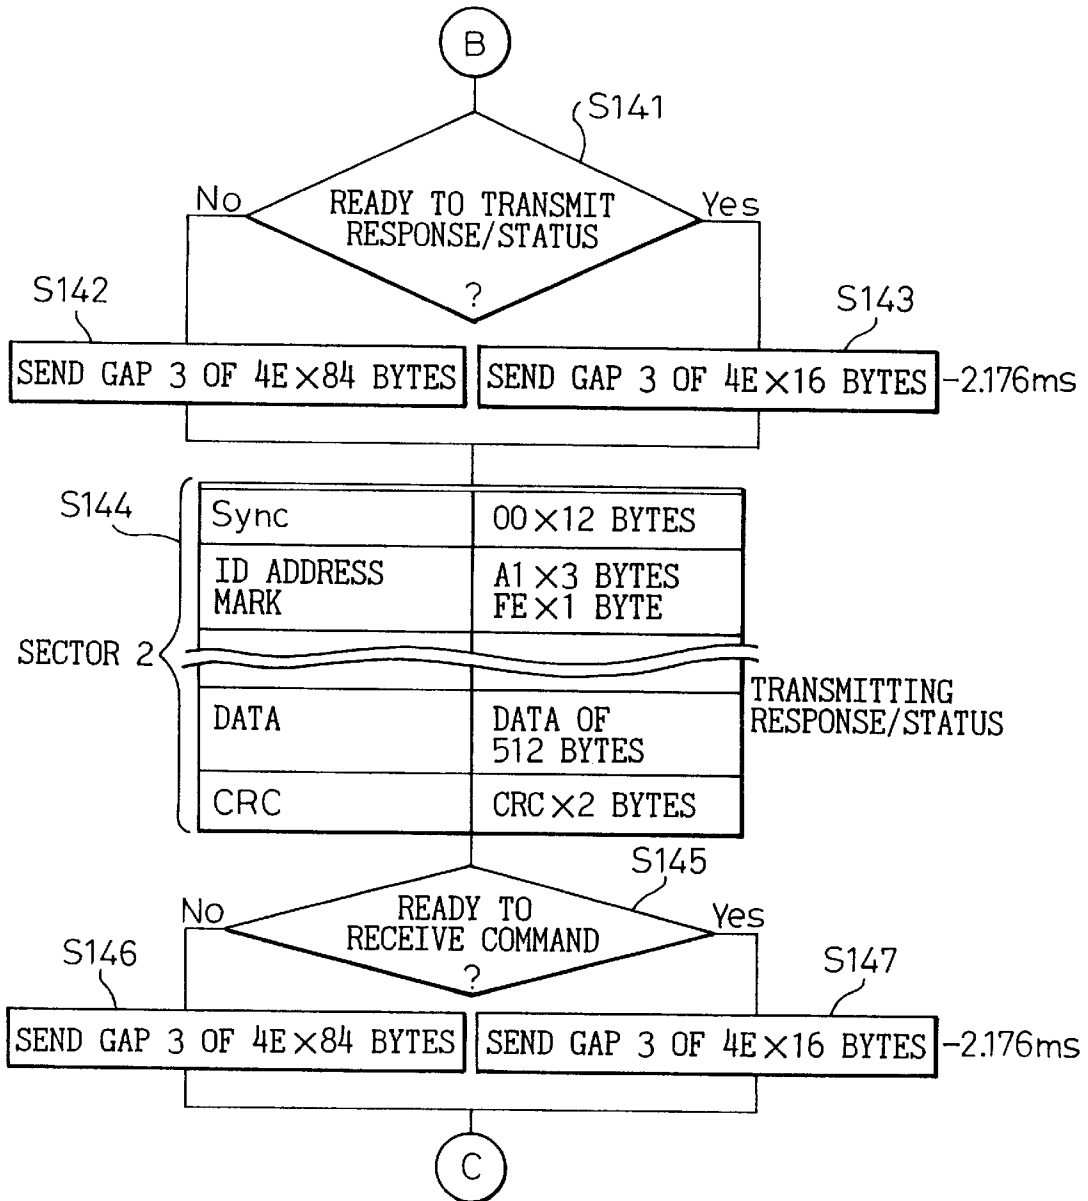 B
S141
No
READY TO TRANSMIT
RESPONSE/STATUS
?
Yes
S142
S143
SEND GAP 3 OF 4E×84 BYTES
SEND GAP 3 OF 4E×16 BYTES
-2.176ms
S144
SECTOR 2
Sync
00×12 BYTES
ID ADDRESS
MARK
A1×3 BYTES
FE×1 BYTE
DATA
DATA OF
512 BYTES
CRC
CRC×2 BYTES
TRANSMITTING
RESPONSE/STATUS
S145
No
READY TO
RECEIVE COMMAND
?
Yes
S146
S147
SEND GAP 3 OF 4E×84 BYTES
SEND GAP 3 OF 4E×16 BYTES
-2.176ms
C